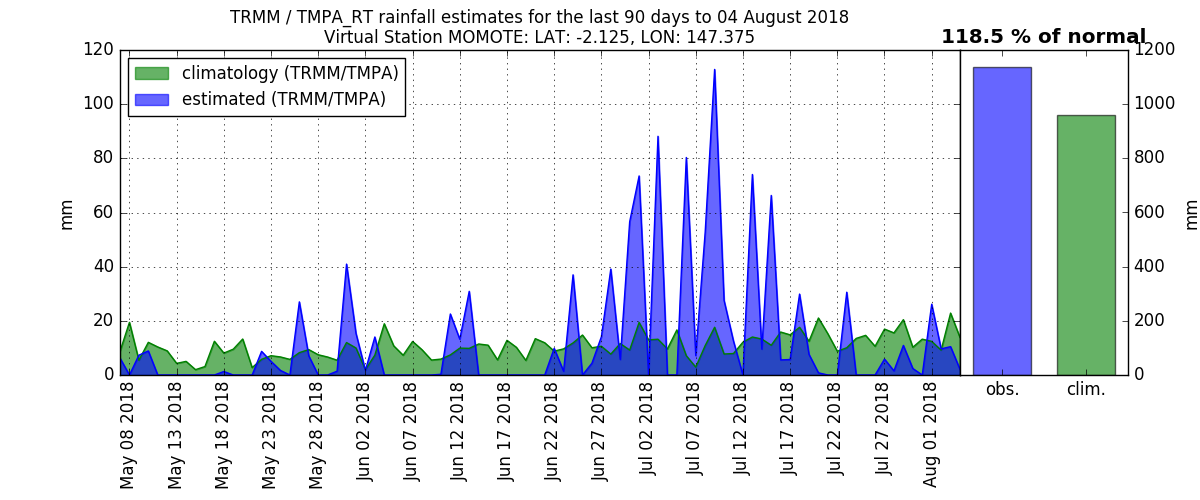 TRMM / TMPA_RT rainfall estimates for the last 90 days to 04 August 2018
Virtual Station MOMOTE: LAT: -2.125, LON: 147.375
118.5 % of normal
climatology (TRMM/TMPA)
estimated (TRMM/TMPA)
mm
120
100
80
60
40
20
0
May 08 2018
May 13 2018
May 18 2018
May 23 2018
May 28 2018
Jun 02 2018
Jun 07 2018
Jun 12 2018
Jun 17 2018
Jun 22 2018
Jun 27 2018
Jul 02 2018
Jul 07 2018
Jul 12 2018
Jul 17 2018
Jul 22 2018
Jul 27 2018
Aug 01 2018
obs.
clim.
1200
1000
800
600
400
200
0
mm